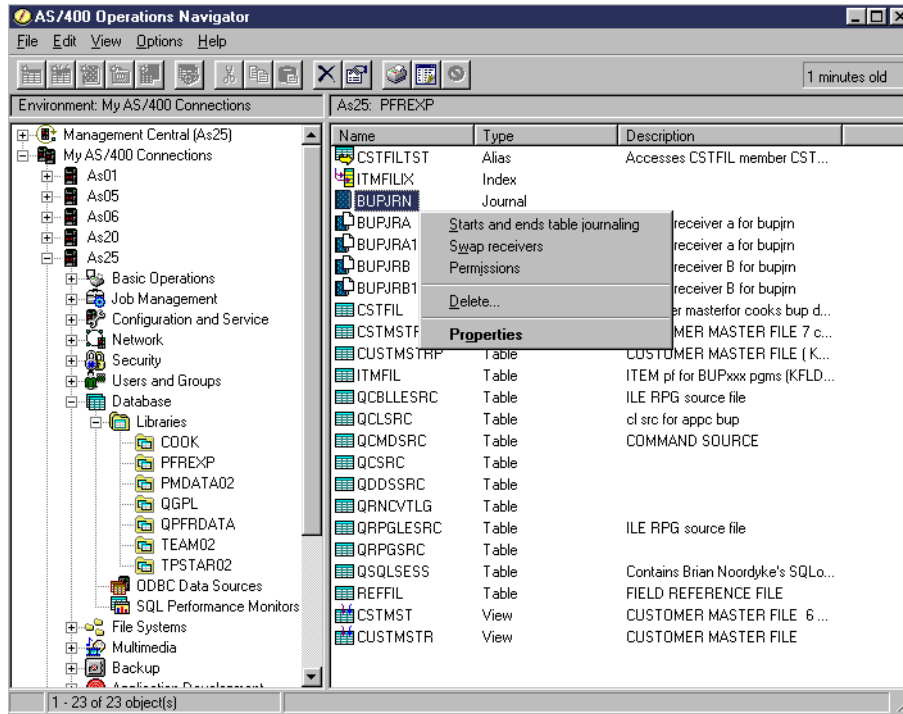 AS/400 Operations Navigator
File Edit View Options Help
1 minutes old
Environment: My AS/400 Connections
As25: PFREXP
Management Central (As25)
My AS/400 Connections
As01
As05
As06
As20
As25
Basic Operations
Job Management
Configuration and Service
Network
Security
Users and Groups
Database
Libraries
COOK
PFREXP
PMDATA02
QGPL
QPFRDATA
TEAM02
TPSTAR02
ODBC Data Sources
SQL Performance Monitors
File Systems
Multimedia
Backup
Application Development
Name Type Description
CSTFILTST Alias Accesses CSTFIL member CST...
ITMFILIX Index
BUPJRN Journal
BUPJRA receiver a for bupjrn
BUPJRA1 receiver a for bupjrn
BUPJRB receiver B for bupjrn
BUPJRB1 receiver B for bupjrn
CSTFIL er masterfor cooks bup d...
CSTMSTF MER MASTER FILE 7 c...
CUSTMSTRP Table CUSTOMER MASTER FILE ( K...
ITMFIL Table ITEM pf for BUPxxx pgms (KFLD...
QCBLLESRC Table ILE RPG source file
QCLSRC Table cl src for appc bup
QCMDSRC Table COMMAND SOURCE
QCSRC Table
QDDSSRC Table
QRNCVTLG Table
QRPGLESRC Table ILE RPG source file
QRPGSRC Table
QSQLSESS Table Contains Brian Noordyke's SQLo...
REFFIL Table FIELD REFERENCE FILE
CSTMST View CUSTOMER MASTER FILE 6 ...
CUSTMSTR View CUSTOMER MASTER FILE
Starts and ends table journaling
Swap receivers
Permissions
Delete...
Properties
1 - 23 of 23 object(s)